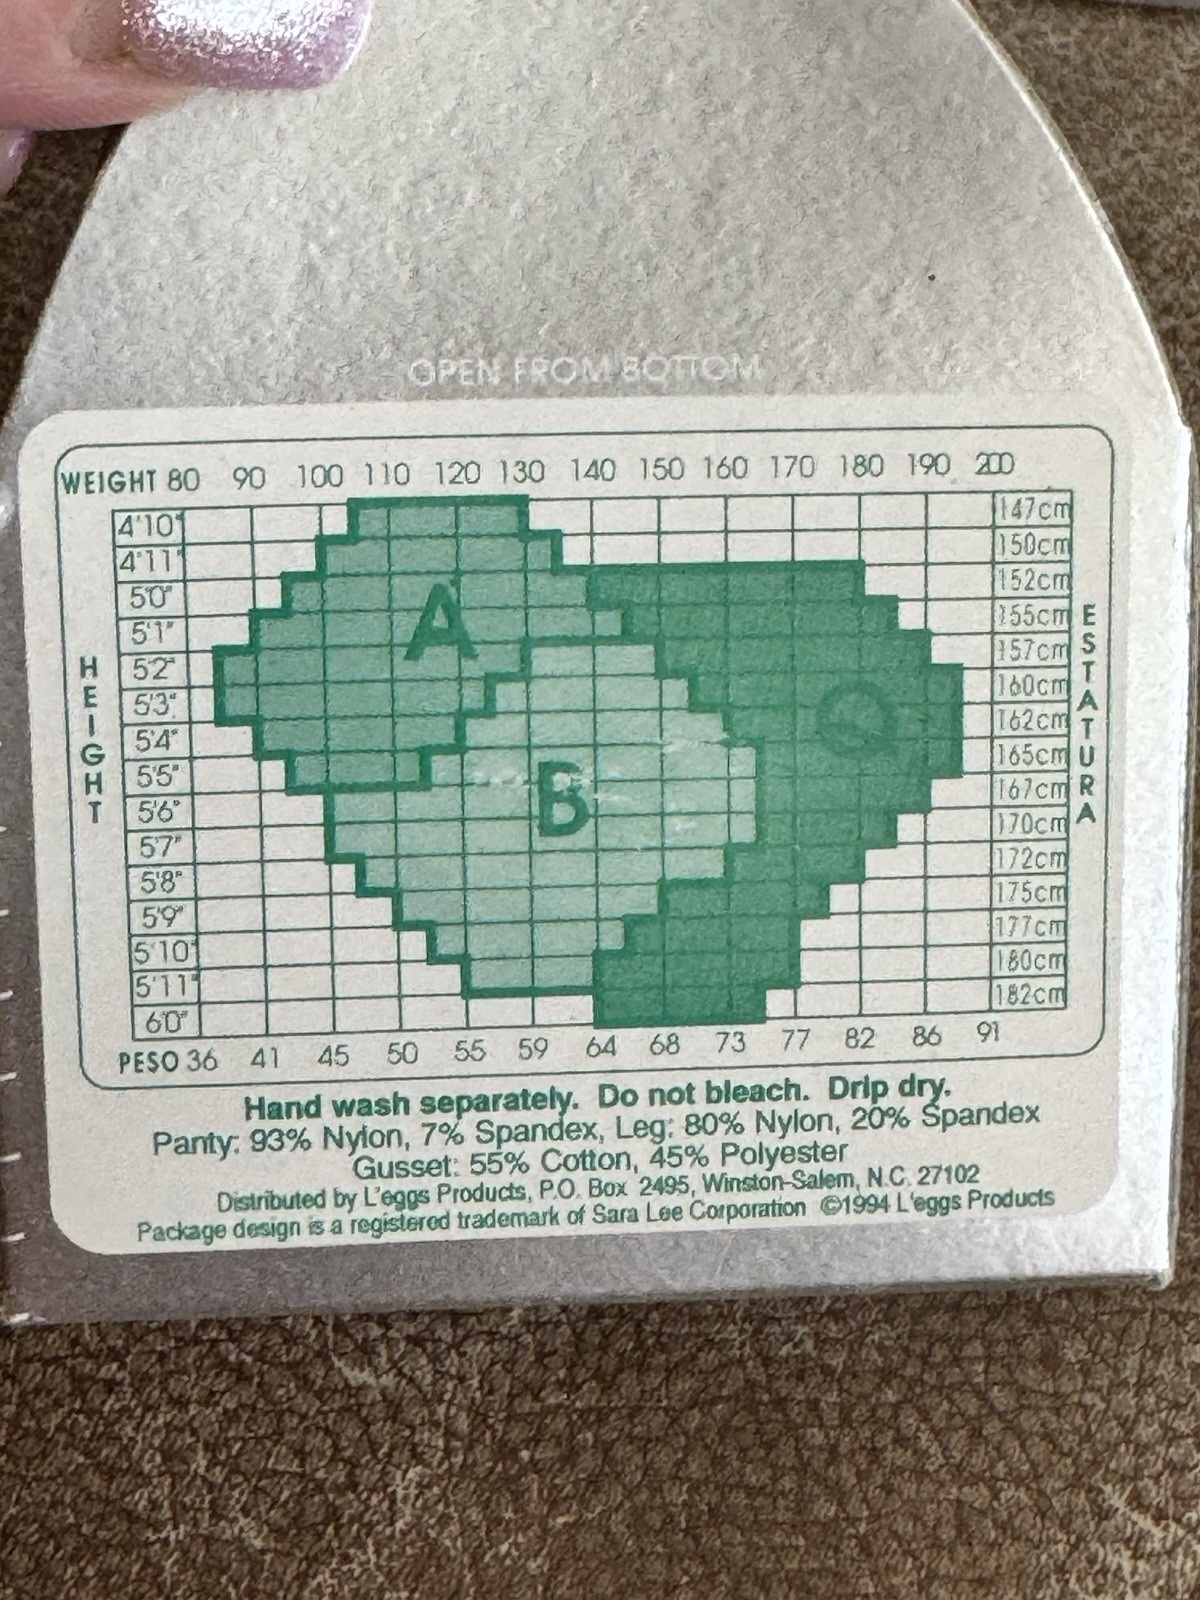 OPEN FROM BOTTOM
WEIGHT 80 90 100 110 120 130 140 150 160 170 180 190 200
4'10" 147cm
4'11" 150cm
5'0" 152cm
5'1" 155cm
5'2" 157cm
5'3" 160cm
5'4" 162cm
5'5" 165cm
5'6" 167cm
5'7" 170cm
5'8" 172cm
5'9" 175cm
5'10" 177cm
5'11" 180cm
6'0" 182cm
HEIGHT
ESTATURA
A
B
Q
PESO 36 41 45 50 55 59 64 68 73 77 82 86 91
Hand wash separately. Do not bleach. Drip dry.
Panty: 93% Nylon, 7% Spandex, Leg: 80% Nylon, 20% Spandex
Gusset: 55% Cotton, 45% Polyester
Distributed by L'eggs Products, P.O. Box 2495, Winston-Salem, N.C. 27102
Package design is a registered trademark of Sara Lee Corporation ©1994 L'eggs Products